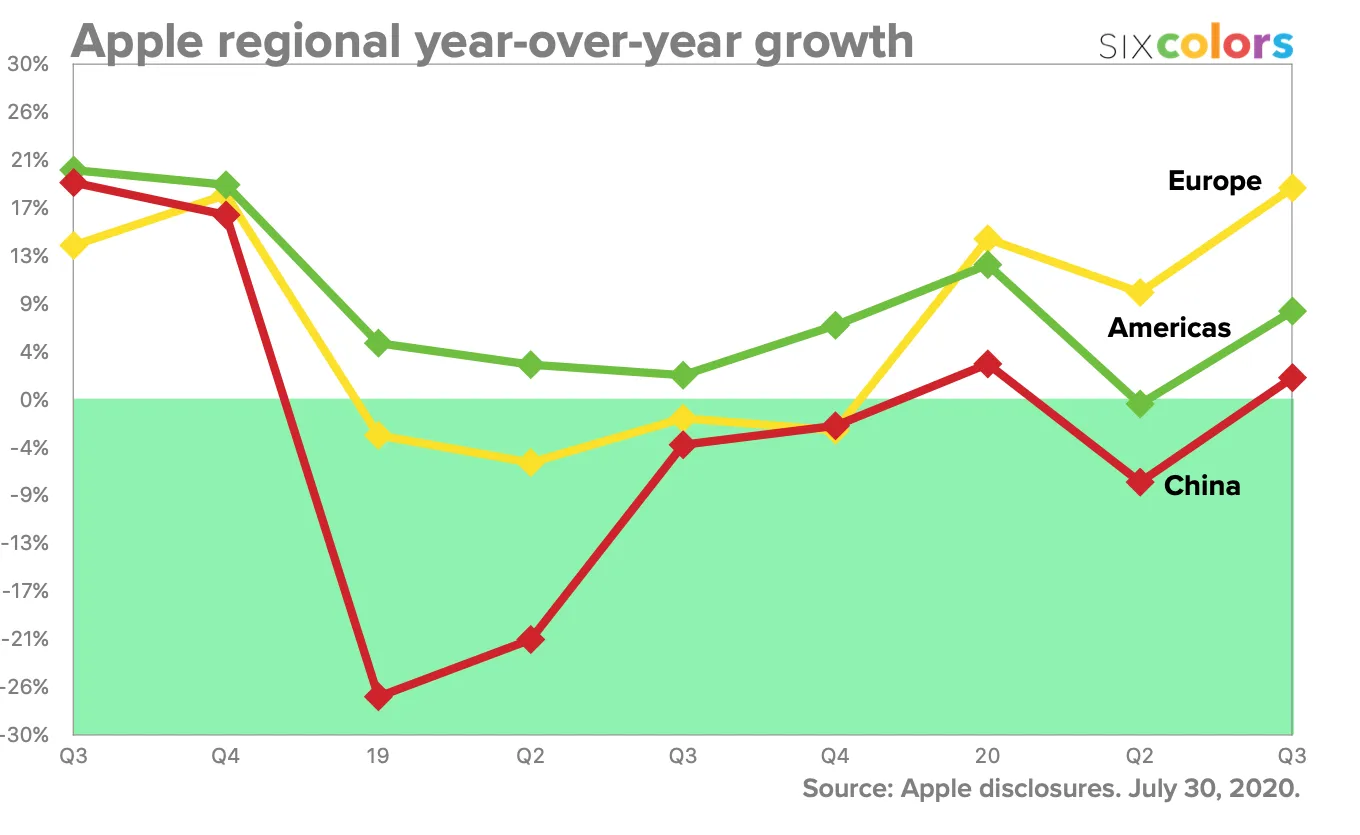 Apple regional year-over-year growth
SIXcolors
30%
26%
21%
17%
13%
9%
4%
0%
-4%
-9%
-13%
-17%
-21%
-26%
-30%
Europe
Americas
China
Q3 Q4 19 Q2 Q3 Q4 20 Q2 Q3
Source: Apple disclosures. July 30, 2020.